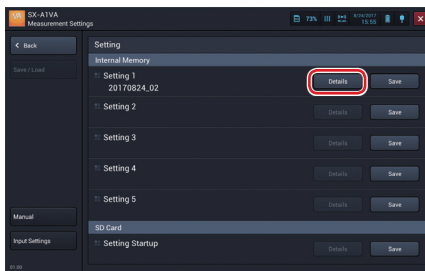 SX-A1VA
Measurement Settings
73%
8/24/2017
15:55
< Back
Setting
Internal Memory
Save / Load
Setting 1
20170824_02
Details
Save
Setting 2
Details
Save
Setting 3
Details
Save
Setting 4
Details
Save
Setting 5
Details
Save
Manual
SD Card
Input Settings
Setting Startup
Details
Save